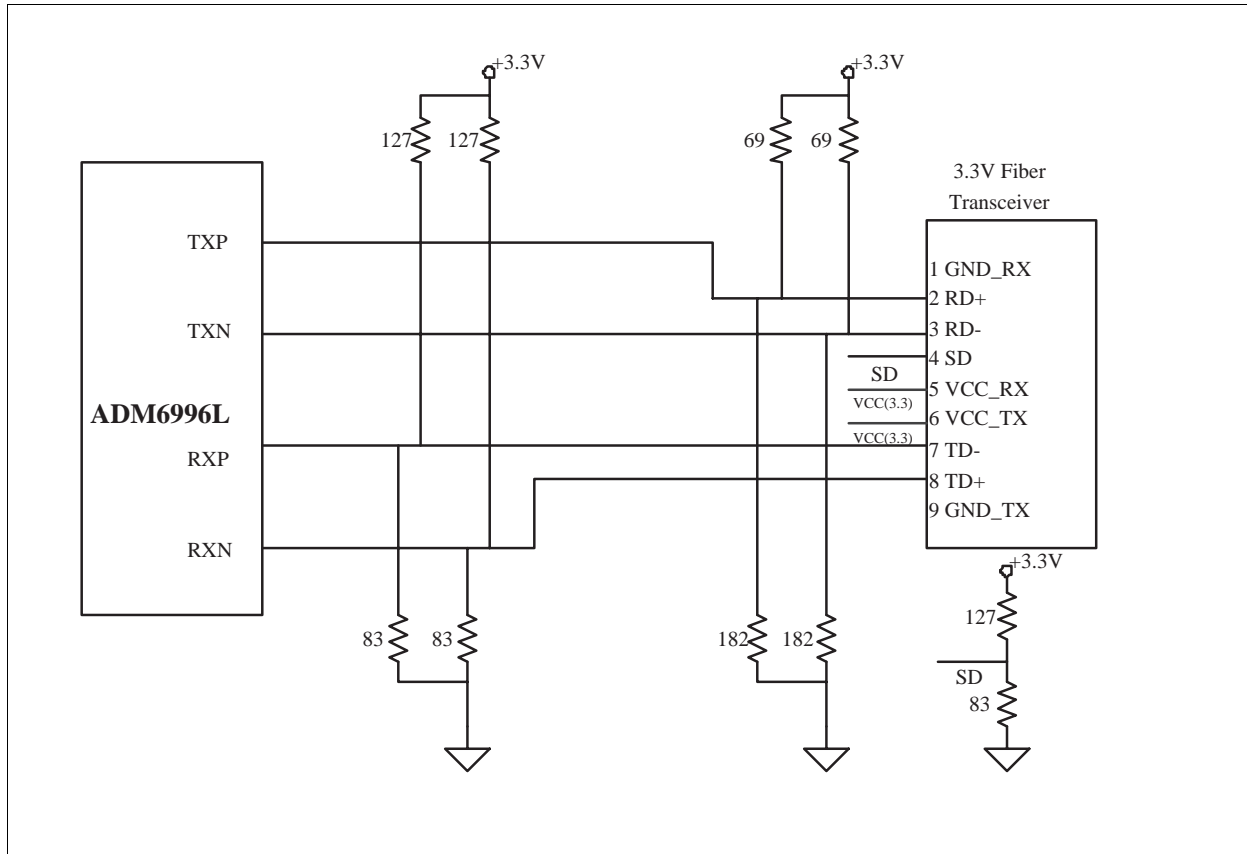 +3.3V
+3.3V
127
127
69
69
3.3V Fiber
Transceiver
TXP
TXN
ADM6996L
RXP
RXN
1 GND_RX
2 RD+
3 RD-
4 SD
SD
5 VCC_RX
VCC(3.3)
6 VCC_TX
VCC(3.3)
7 TD-
8 TD+
9 GND_TX
+3.3V
127
SD
83
83
83
182
182